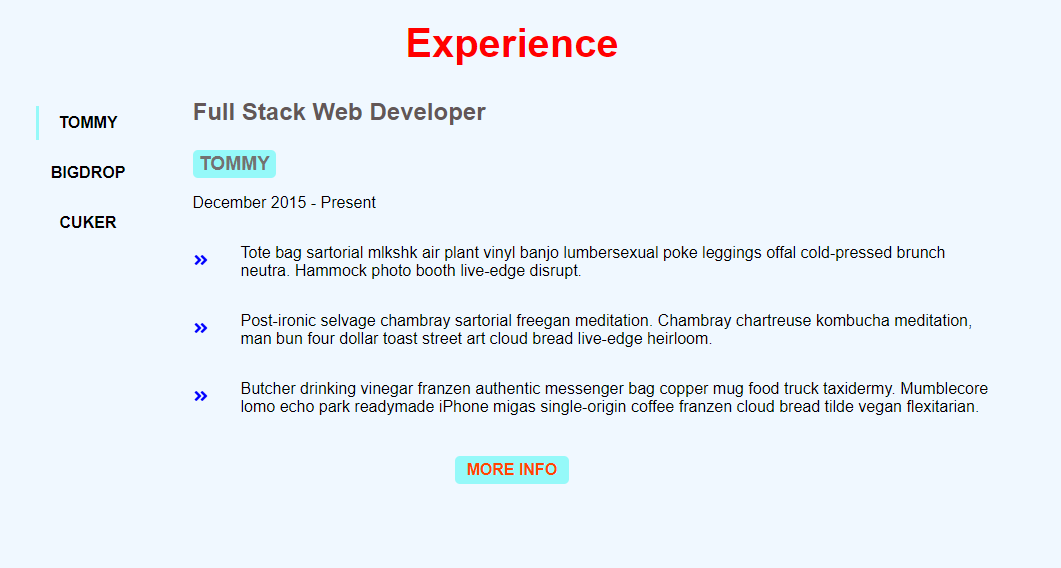 Experience
TOMMY
BIGDROP
CUKER
Full Stack Web Developer
TOMMY
December 2015 - Present
Tote bag sartorial mlkshk air plant vinyl banjo lumbersexual poke leggings offal cold-pressed brunch
neutra. Hammock photo booth live-edge disrupt.
Post-ironic selvage chambray sartorial freegan meditation. Chambray chartreuse kombucha meditation,
man bun four dollar toast street art cloud bread live-edge heirloom.
Butcher drinking vinegar franzen authentic messenger bag copper mug food truck taxidermy. Mumblecore
lomo echo park readymade iPhone migas single-origin coffee franzen cloud bread tilde vegan flexitarian.
MORE INFO